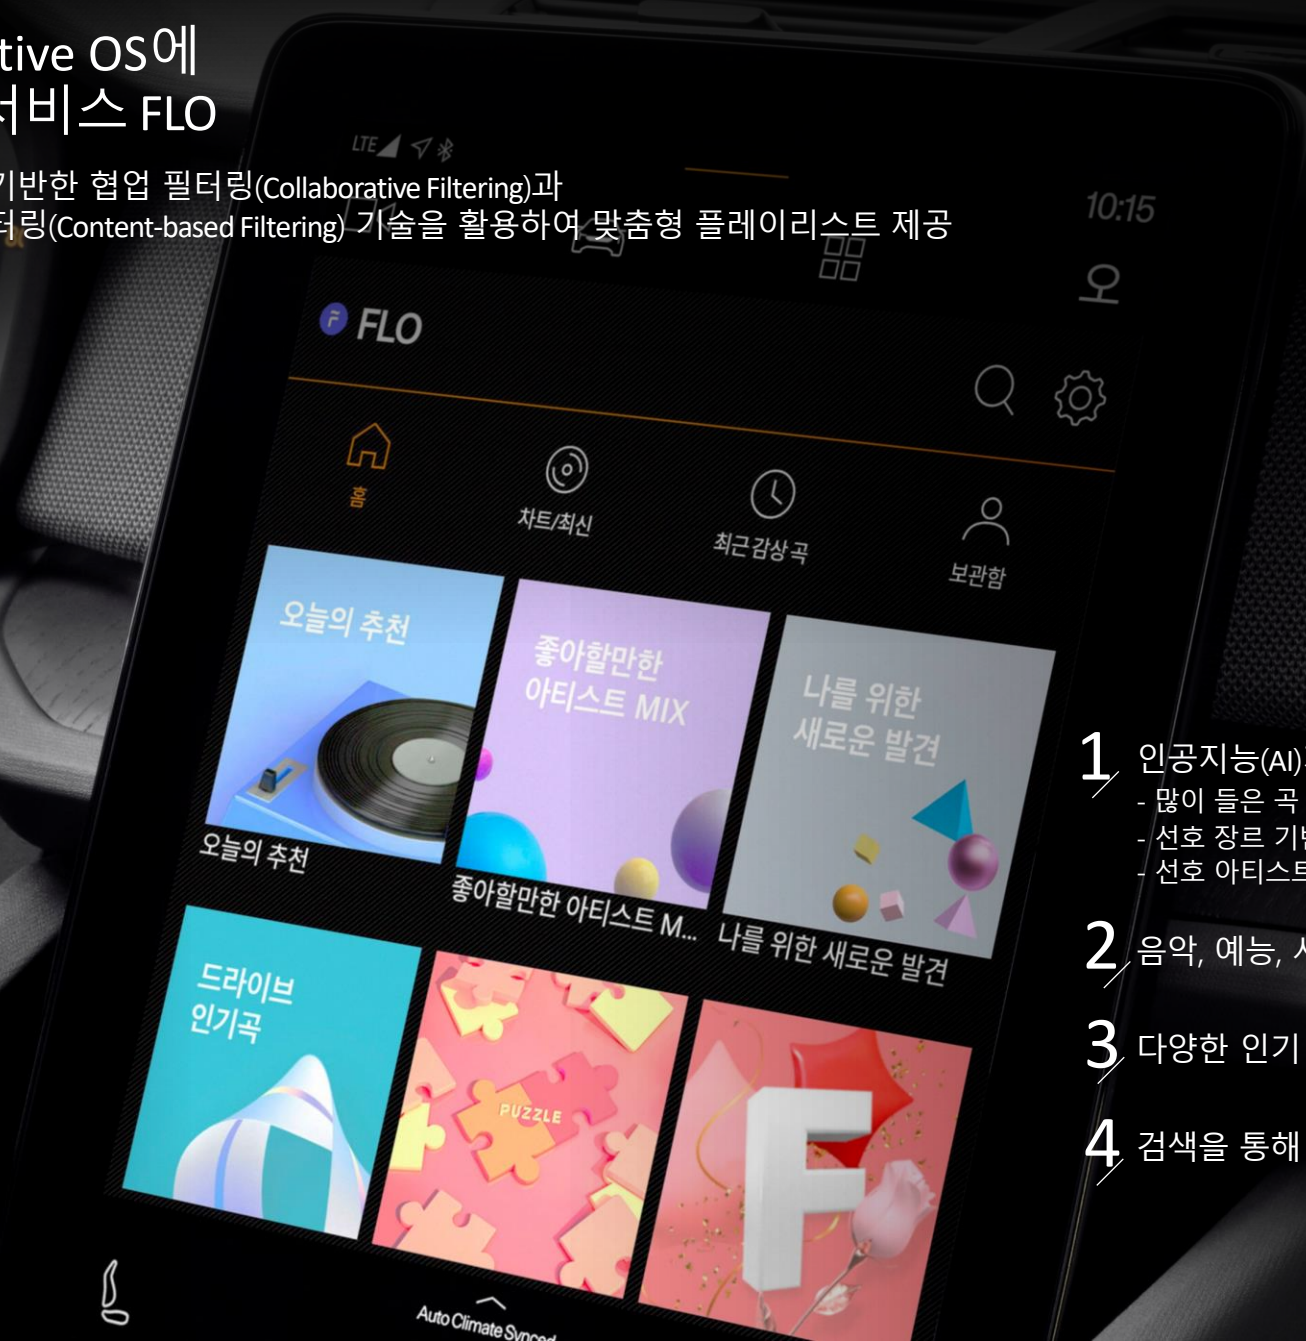 tive OS에
서비스 FLO
기반한 협업 필터링(Collaborative Filtering)과
터링(Content-based Filtering) 기술을 활용하여 맞춤형 플레이리스트 제공
LTE
10:15
오
FLO
홈
차트/최신
최근 감상 곡
보관함
오늘의 추천
좋아할만한
아티스트 MIX
나를 위한
새로운 발견
오늘의 추천
좋아할만한 아티스트 M...
나를 위한 새로운 발견
드라이브
인기곡
PUZZLE
F
Auto Climate Synced
1 인공지능(AI)
- 많이 들은 곡
- 선호 장르 기반
- 선호 아티스트
2 음악, 예능,
3 다양한 인기
4 검색을 통해